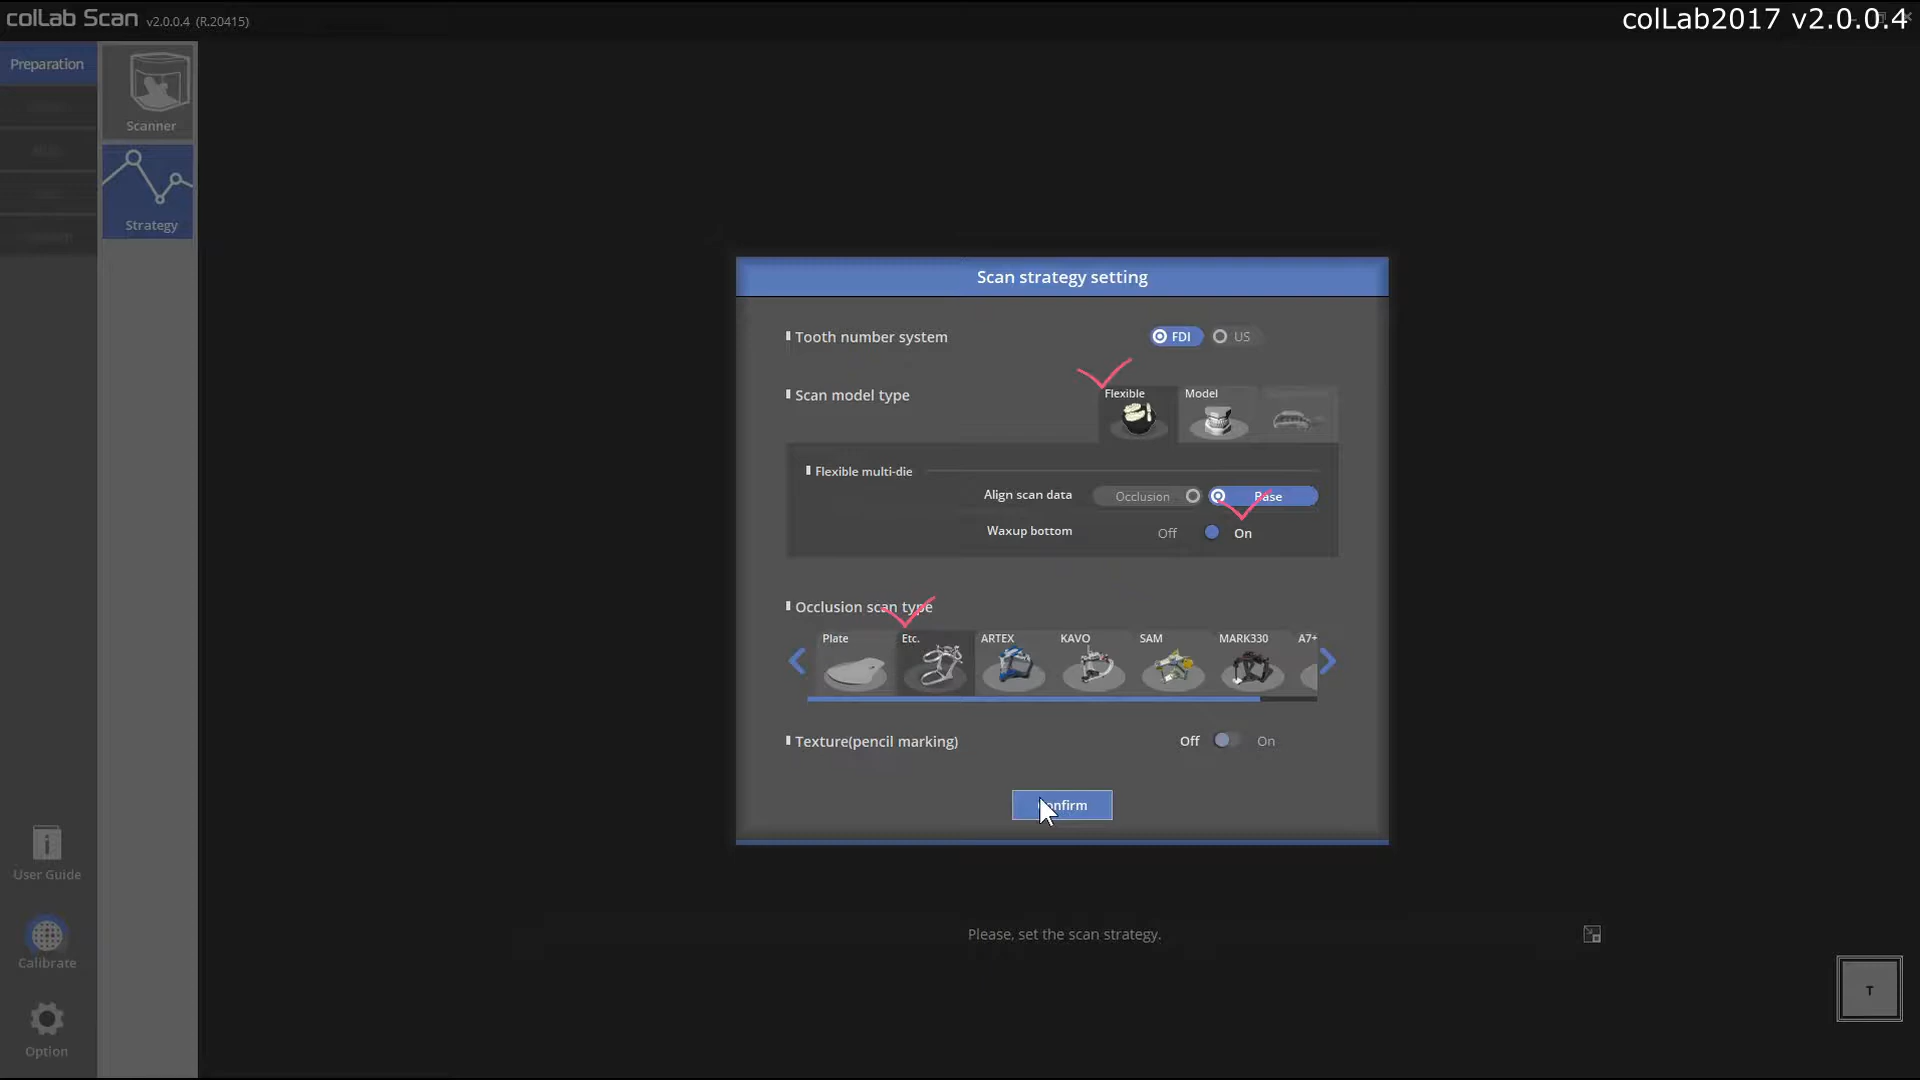 colLab Scan v2.0.0.4 (R.20415)
colLab2017 v2.0.0.4
Preparation
Scanner
Strategy
Scan strategy setting
Tooth number system FDI US
Scan model type Flexible Model
Flexible multi-die
Align scan data Occlusion Base
Waxup bottom Off On
Occlusion scan type
Plate Etc. ARTEX KAVO SAM MARK330 A7+
Texture(pencil marking) Off On
Confirm
User Guide
Please, set the scan strategy.
Calibrate
T
Option